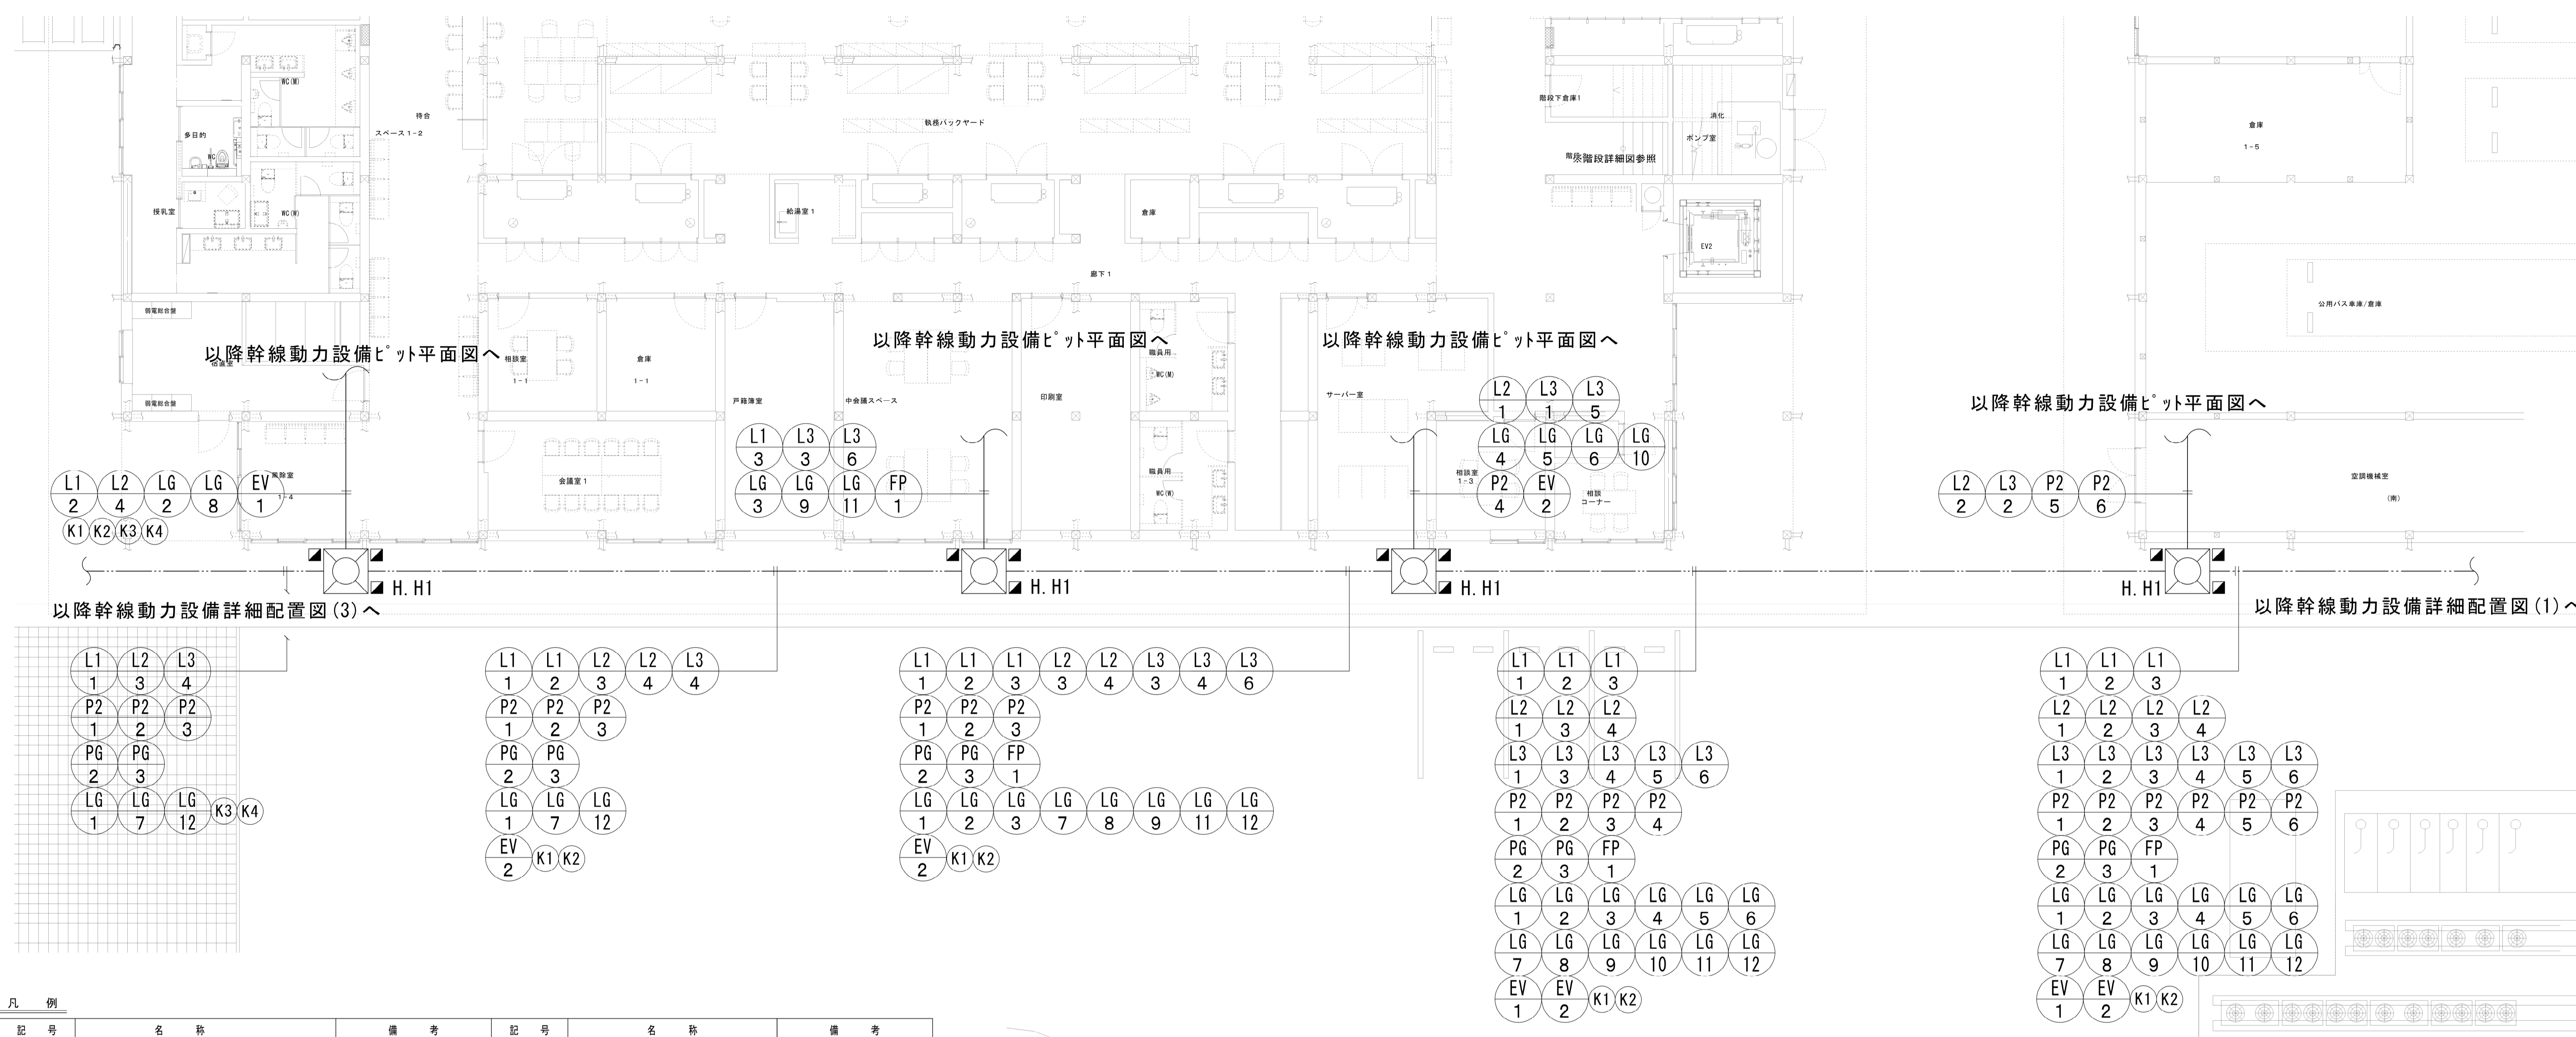 WC(M)
待合
スペース1-2
多目的
WC
授乳室
WC(W)
執務バックヤード
階段下倉庫1
消化
ポンプ室
※階段詳細図参照
倉庫
1-5
給湯室1
倉庫
EV2
廊下1
公用バス車庫/倉庫
弱電総合盤
以降幹線動力設備ﾋﾟｯﾄ平面図へ
以降幹線動力設備ﾋﾟｯﾄ平面図へ
以降幹線動力設備ﾋﾟｯﾄ平面図へ
以降幹線動力設備ﾋﾟｯﾄ平面図へ
宿直室
弱電総合盤
相談室
1-1
倉庫
1-1
戸籍簿室
中会議スペース
印刷室
職員用
WC(M)
サーバー室
職員用
WC(W)
会議室1
相談室
1-3
相談
コーナー
空調機械室
(南)
風除室
1-4
L1 2 L2 4 LG 2 LG 8 EV 1
K1 K2 K3 K4
L1 3 L3 3 L3 6
LG 3 LG 9 LG 11 FP 1
L2 1 L3 1 L3 5
LG 4 LG 5 LG 6 LG 10
P2 4 EV 2
L2 2 L3 2 P2 5 P2 6
H.H1
H.H1
H.H1
H.H1
以降幹線動力設備詳細配置図(3)へ
以降幹線動力設備詳細配置図(1)へ
L1 1 L2 3 L3 4
P2 1 P2 2 P2 3
PG 2 PG 3
LG 1 LG 7 LG 12 K3 K4
L1 1 L1 2 L2 3 L2 4 L3 4
P2 1 P2 2 P2 3
PG 2 PG 3
LG 1 LG 7 LG 12
EV 2 K1 K2
L1 1 L1 2 L1 3 L2 3 L2 4 L3 3 L3 4 L3 6
P2 1 P2 2 P2 3
PG 2 PG 3 FP 1
LG 1 LG 2 LG 3 LG 7 LG 8 LG 9 LG 11 LG 12
EV 2 K1 K2
L1 1 L1 2 L1 3
L2 1 L2 3 L2 4
L3 1 L3 3 L3 4 L3 5 L3 6
P2 1 P2 2 P2 3 P2 4
PG 2 PG 3 FP 1
LG 1 LG 2 LG 3 LG 4 LG 5 LG 6
LG 7 LG 8 LG 9 LG 10 LG 11 LG 12
EV 1 EV 2 K1 K2
L1 1 L1 2 L1 3
L2 1 L2 2 L2 3 L2 4
L3 1 L3 2 L3 3 L3 4 L3 5 L3 6
P2 1 P2 2 P2 3 P2 4 P2 5 P2 6
PG 2 PG 3 FP 1
LG 1 LG 2 LG 3 LG 4 LG 5 LG 6
LG 7 LG 8 LG 9 LG 10 LG 11 LG 12
EV 1 EV 2 K1 K2
凡 例
記 号 名 称 備 考 記 号 名 称 備 考